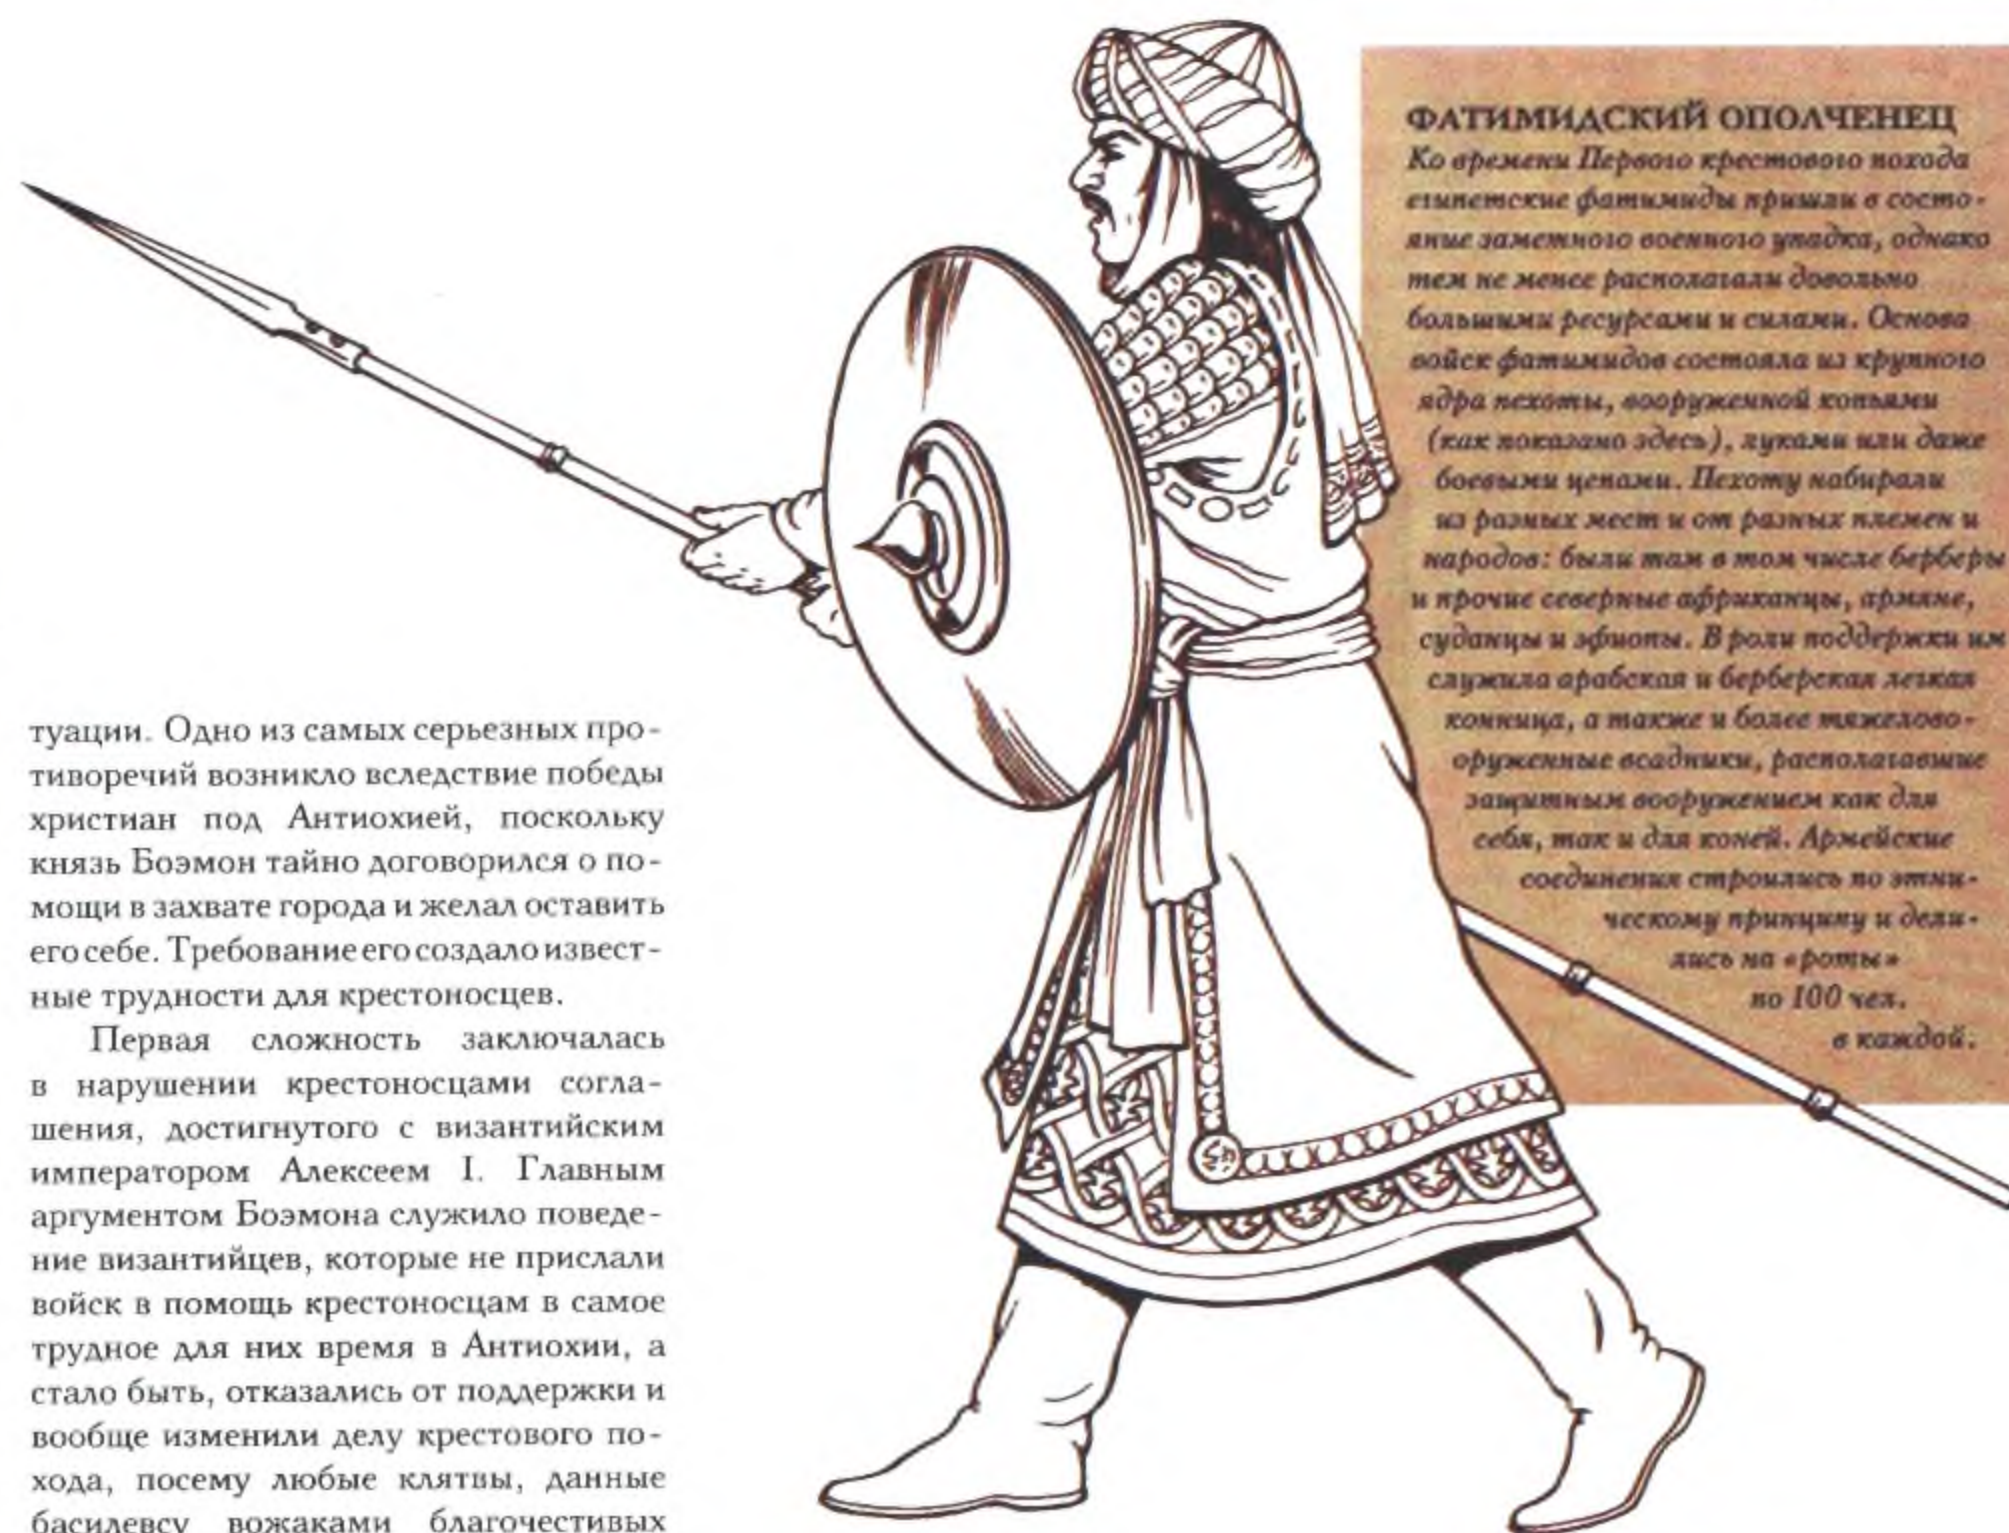 туации. Одно из самых серьезных про-
тиворечий возникло вследствие победы
христиан под Антиохией, поскольку
князь Боэмон тайно договорился о по-
мощи в захвате города и желал оставить
его себе. Требование его создало извест-
ные трудности для крестоносцев.
Первая сложность заключалась
в нарушении крестоносцами согла-
шения, достигнутого с византийским
императором Алексеем I. Главным
аргументом Боэмона служило поведе-
ние византийцев, которые не прислали
войск в помощь крестоносцам в самое
трудное для них время в Антиохии, а
стало быть, отказались от поддержки и
вообще изменили делу крестового по-
хода, посему любые клятвы, данные
басилевсу вожаками благочестивых
ФАТИМИДСКИЙ ОПОЛЧЕНЕЦ
Ко времени Первого крестового похода
египетские фатимиды пришли в состо-
яние заметного военного упадка, однако
тем не менее располагали довольно
большими ресурсами и силами. Основа
войск фатимидов состояла из крупного
ядра пехоты, вооруженной копьями
(как показано здесь), луками или даже
боевыми цепами. Пехоту набирали
из разных мест и от разных племен и
народов: были там в том числе берберы
и прочие северные африканцы, армяне,
суданцы и эфиопы. В роли поддержки им
служила арабская и берберская легкая
конница, а также и более тяжелово-
оруженные всадники, располагавшие
защитным вооружением как для
себя, так и для коней. Армейские
соединения строились по этни-
ческому принципу и дели-
лись на «роты»
по 100 чел.
в каждой.